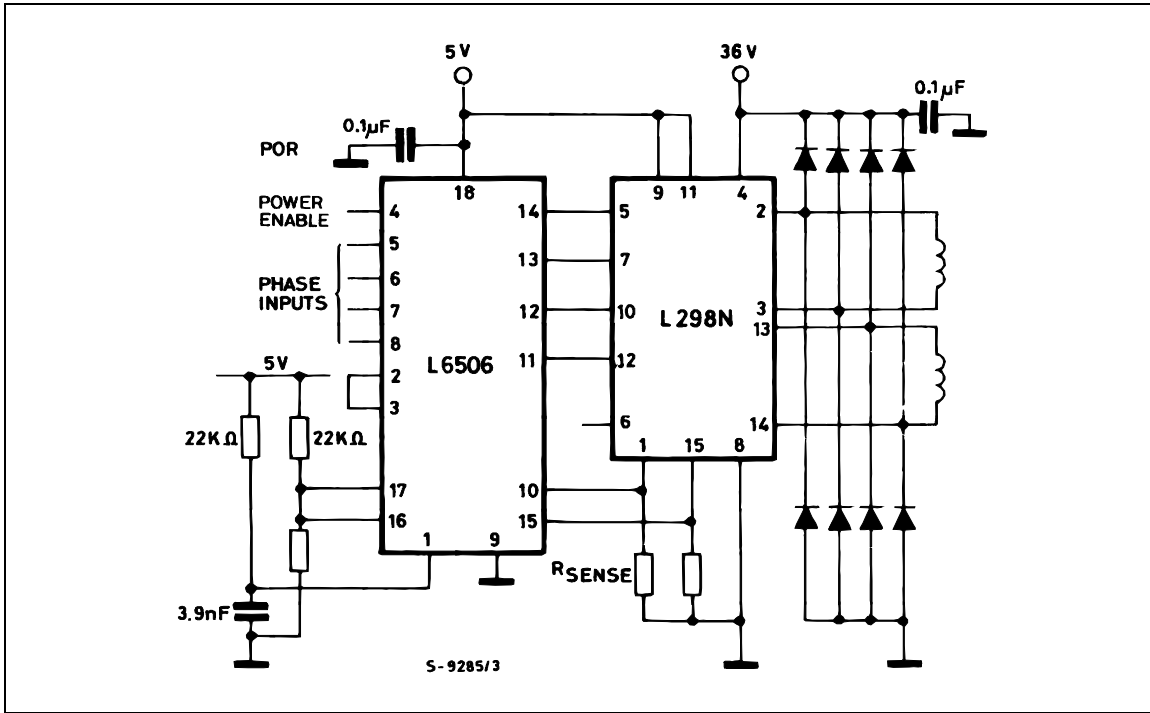 5V
36V
0.1µF
0.1µF
POR
18
9
11
4
POWER
ENABLE
4
14
5
2
5
13
7
PHASE
INPUTS
6
7
12
10
L298N
3
13
8
L6506
11
12
5V
2
3
6
14
22KΩ
22KΩ
1
15
8
17
10
16
15
1
9
RSENSE
3.9nF
S-9285/3